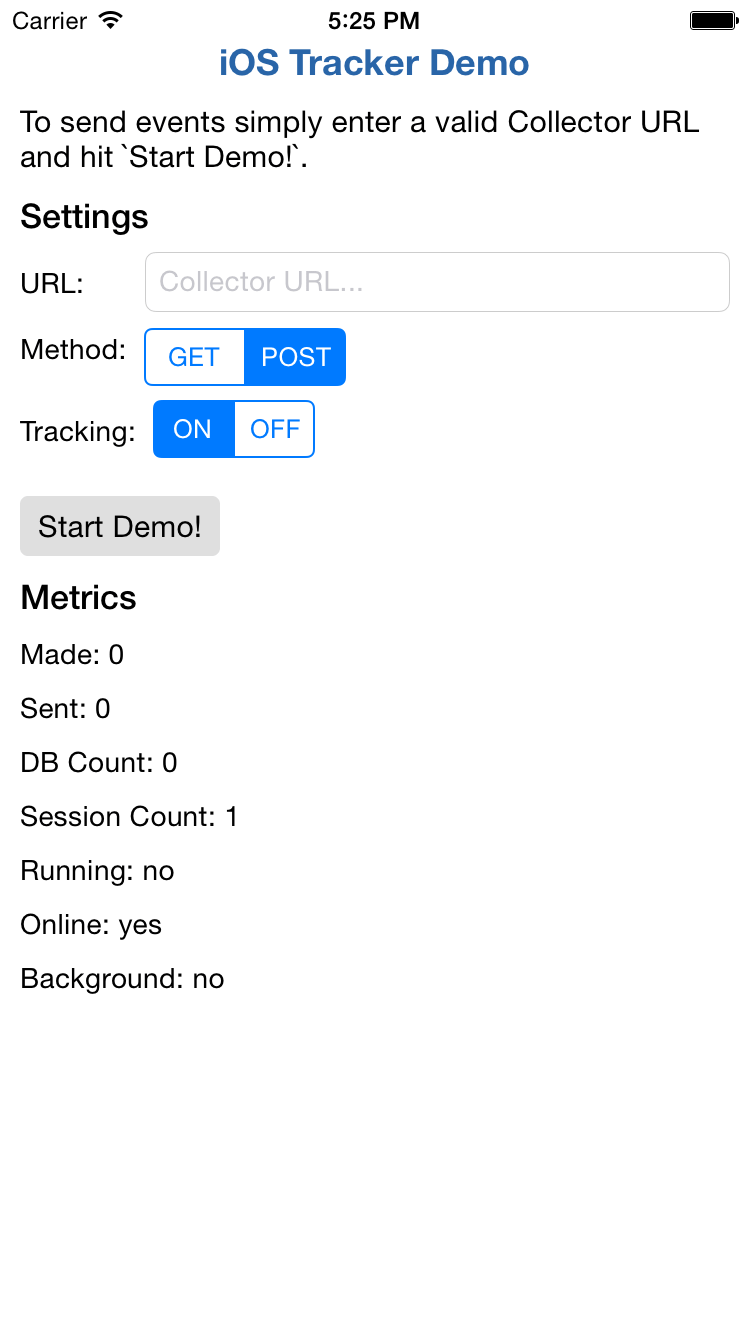 Carrier 5:25 PM
iOS Tracker Demo
To send events simply enter a valid Collector URL
and hit `Start Demo!`.
Settings
URL: Collector URL...
Method: GET POST
Tracking: ON OFF
Start Demo!
Metrics
Made: 0
Sent: 0
DB Count: 0
Session Count: 1
Running: no
Online: yes
Background: no